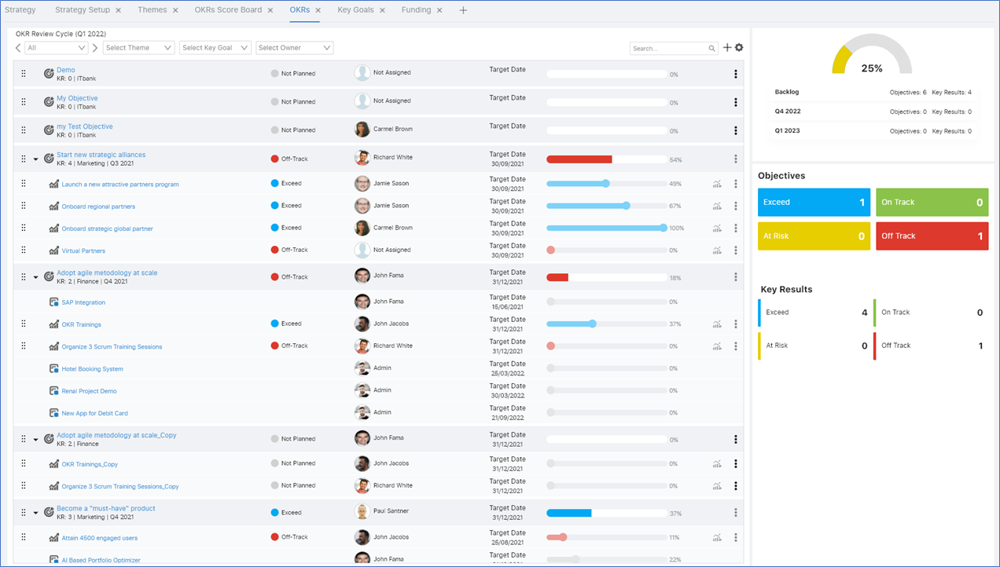 Strategy Strategy Setup Themes OKRs Score Board OKRs Key Goals Funding
OKR Review Cycle (Q1 2022)
All Select Theme Select Key Goal Select Owner Search...
Demo Not Planned Not Assigned Target Date 0%
KR: 0 | ITbank
My Objective Not Planned Not Assigned Target Date 0%
KR: 0 | ITbank
my Test Objective Not Planned Carmel Brown Target Date 0%
KR: 0 | ITbank
Start new strategic alliances Off-Track Richard White Target Date 54%
KR: 4 | Marketing | Q3 2021 30/09/2021
Launch a new attractive partners program Exceed Jamie Sason Target Date 49%
30/09/2021
Onboard regional partners Exceed Jamie Sason Target Date 67%
30/09/2021
Onboard strategic global partner Exceed Carmel Brown Target Date 100%
30/09/2021
Virtual Partners Off-Track Not Assigned Target Date 0%
30/09/2021
Adopt agile metodology at scale Off-Track John Fama Target Date 18%
KR: 2 | Finance | Q4 2021 31/12/2021
SAP Integration John Fama Target Date 0%
15/06/2021
OKR Trainings Exceed John Jacobs Target Date 37%
31/12/2021
Organize 3 Scrum Training Sessions Off-Track Richard White Target Date 0%
31/12/2021
Hotel Booking System Admin Target Date 0%
25/03/2022
Renal Project Demo Admin Target Date 0%
30/03/2022
New App for Debit Card Admin Target Date 0%
21/09/2022
Adopt agile metodology at scale_Copy Not Planned John Fama Target Date 0%
KR: 2 | Finance 31/12/2021
OKR Trainings_Copy Not Planned John Jacobs Target Date 0%
31/12/2021
Organize 3 Scrum Training Sessions_Copy Not Planned Richard White Target Date 0%
31/12/2021
Become a "must-have" product Exceed Paul Santner Target Date 37%
KR: 3 | Marketing | Q4 2021 31/12/2021
Attain 4500 engaged users Off-Track John Jacobs Target Date 11%
25/08/2021
AI Based Portfolio Optimizer John Fama Target Date 22%
25%
Backlog Objectives: 6 Key Results: 4
Q4 2022 Objectives: 0 Key Results: 0
Q1 2023 Objectives: 0 Key Results: 0
Objectives
Exceed 1 On Track 0
At Risk 0 Off Track 1
Key Results
Exceed 4 On Track 0
At Risk 0 Off Track 1